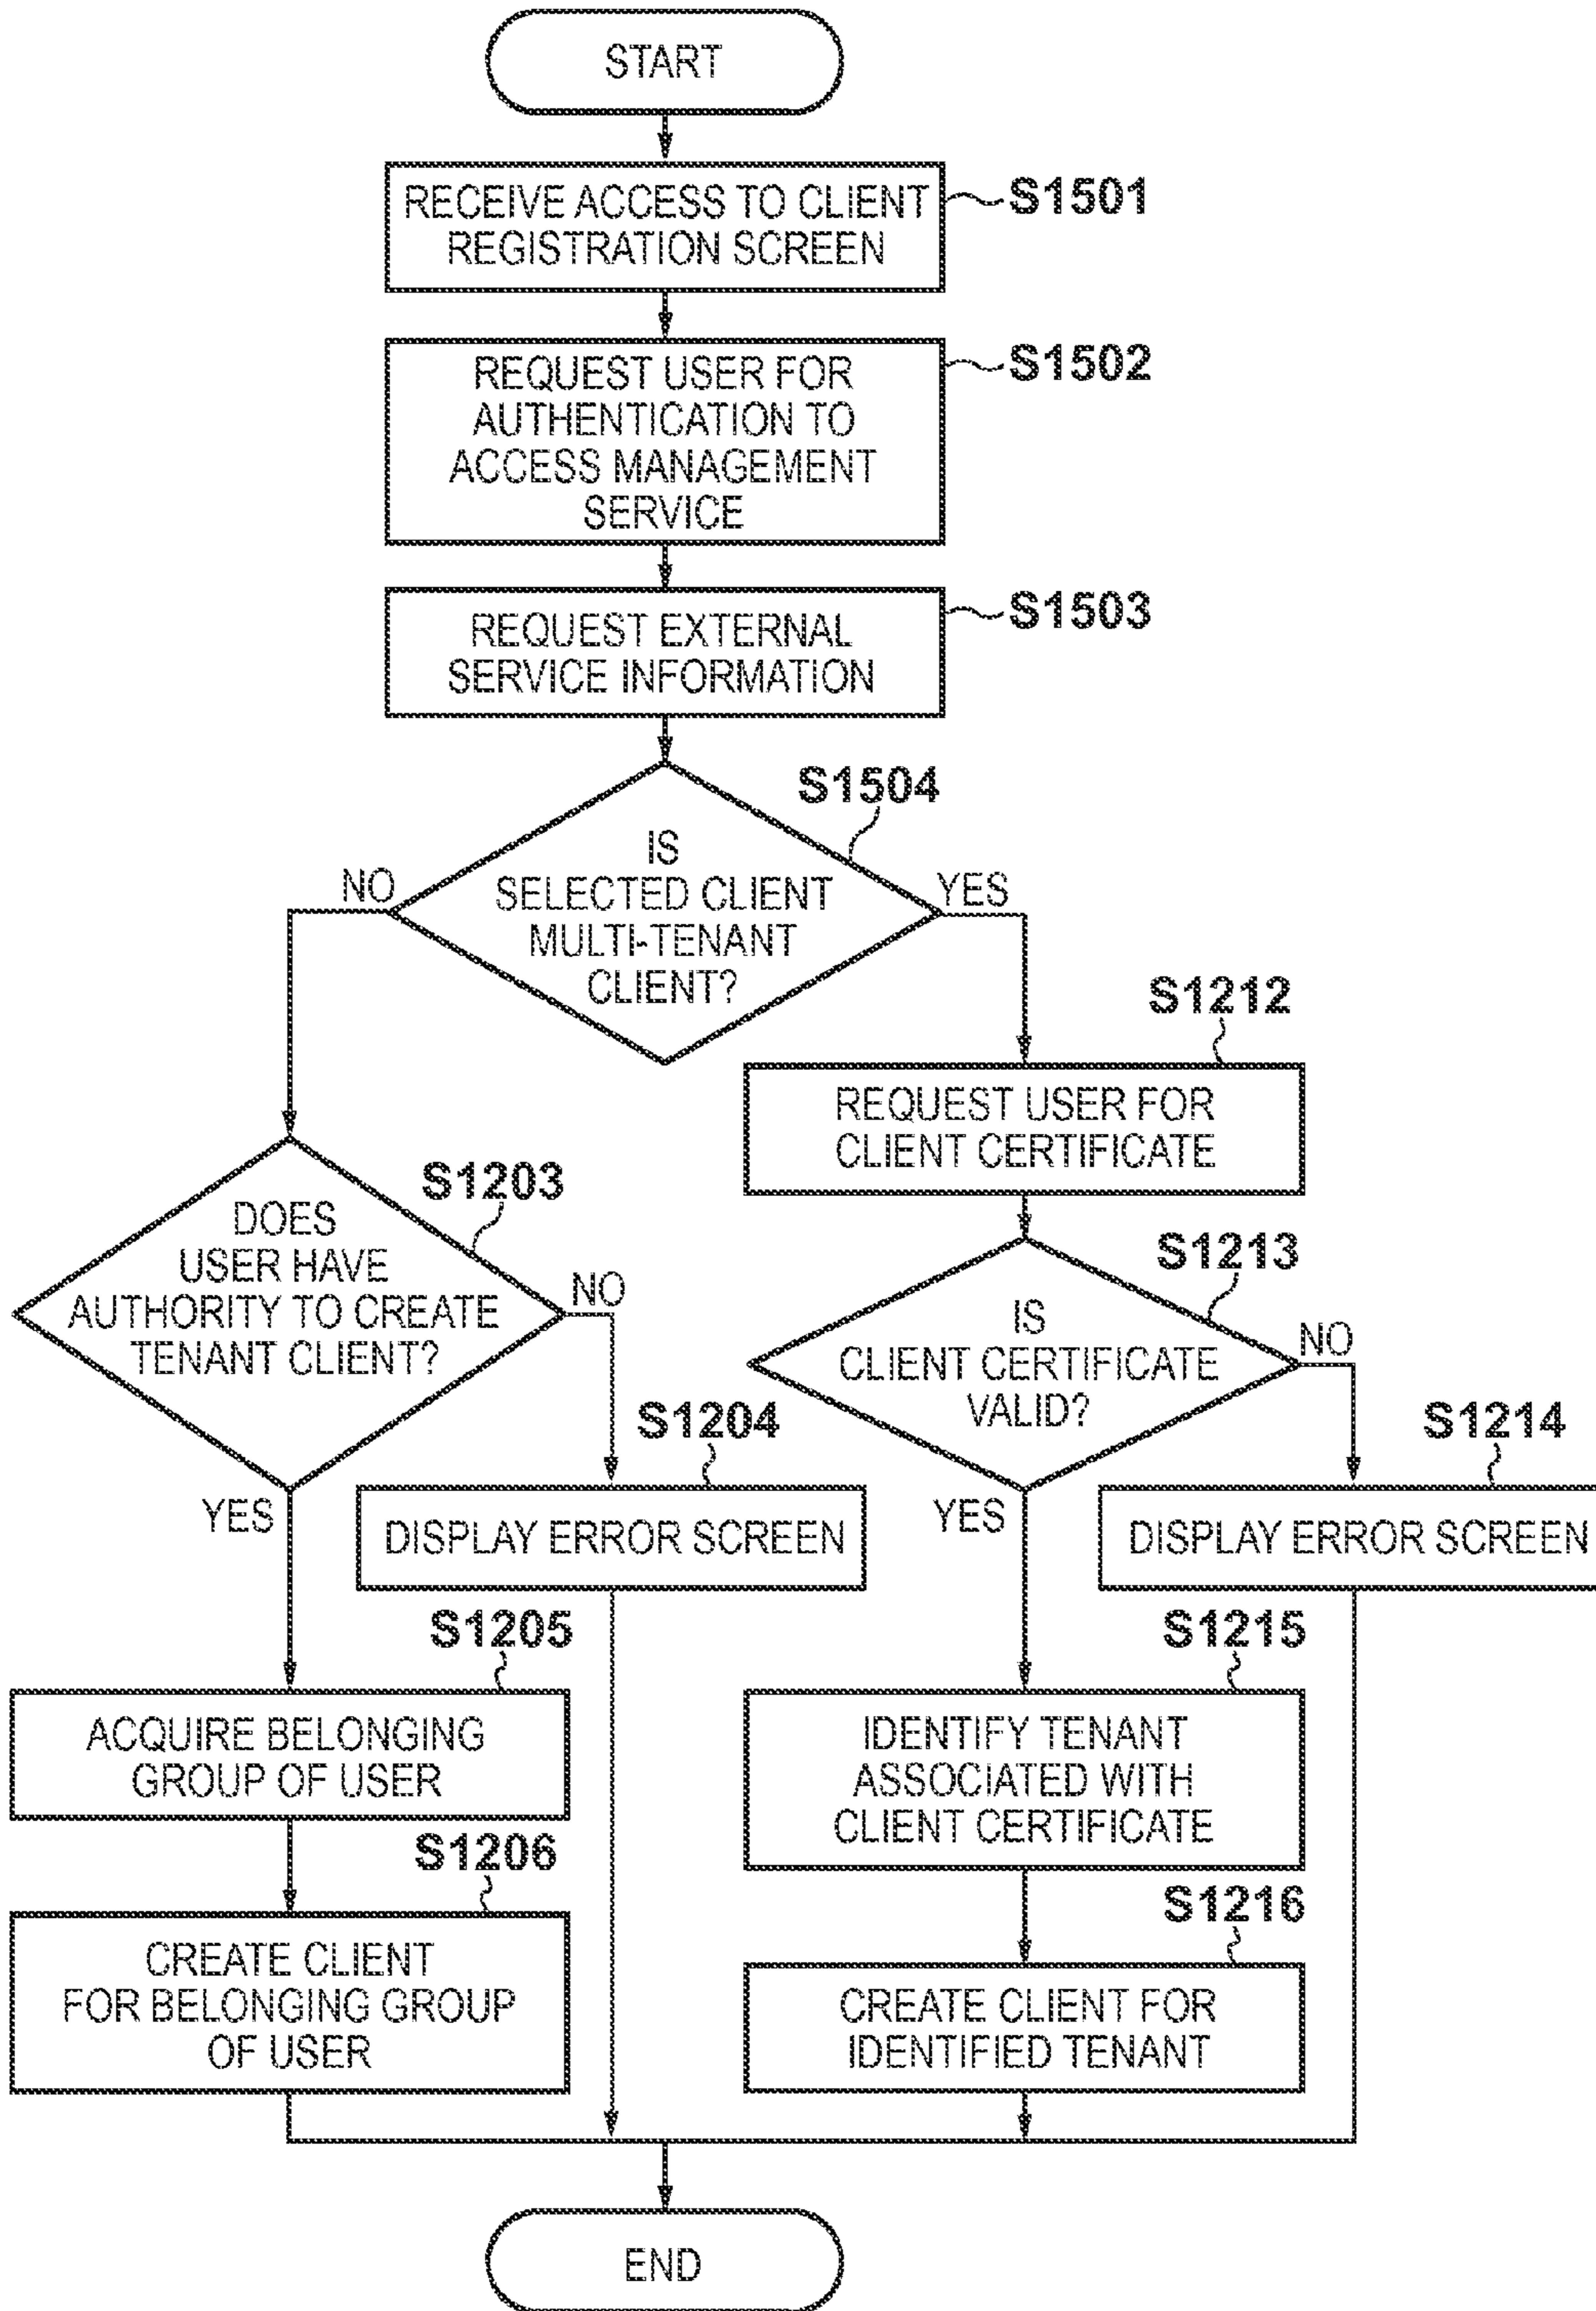 START
RECEIVE ACCESS TO CLIENT
REGISTRATION SCREEN
S1501
REQUEST USER FOR
AUTHENTICATION TO
ACCESS MANAGEMENT
SERVICE
S1502
REQUEST EXTERNAL
SERVICE INFORMATION
S1503
S1504
IS
SELECTED CLIENT
MULTI-TENANT
CLIENT?
NO
YES
S1212
REQUEST USER FOR
CLIENT CERTIFICATE
S1203
DOES
USER HAVE
AUTHORITY TO CREATE
TENANT CLIENT?
NO
YES
S1213
IS
CLIENT CERTIFICATE
VALID?
NO
YES
S1204
DISPLAY ERROR SCREEN
S1214
DISPLAY ERROR SCREEN
S1205
ACQUIRE BELONGING
GROUP OF USER
S1215
IDENTIFY TENANT
ASSOCIATED WITH
CLIENT CERTIFICATE
S1206
CREATE CLIENT
FOR BELONGING GROUP
OF USER
S1216
CREATE CLIENT FOR
IDENTIFIED TENANT
END